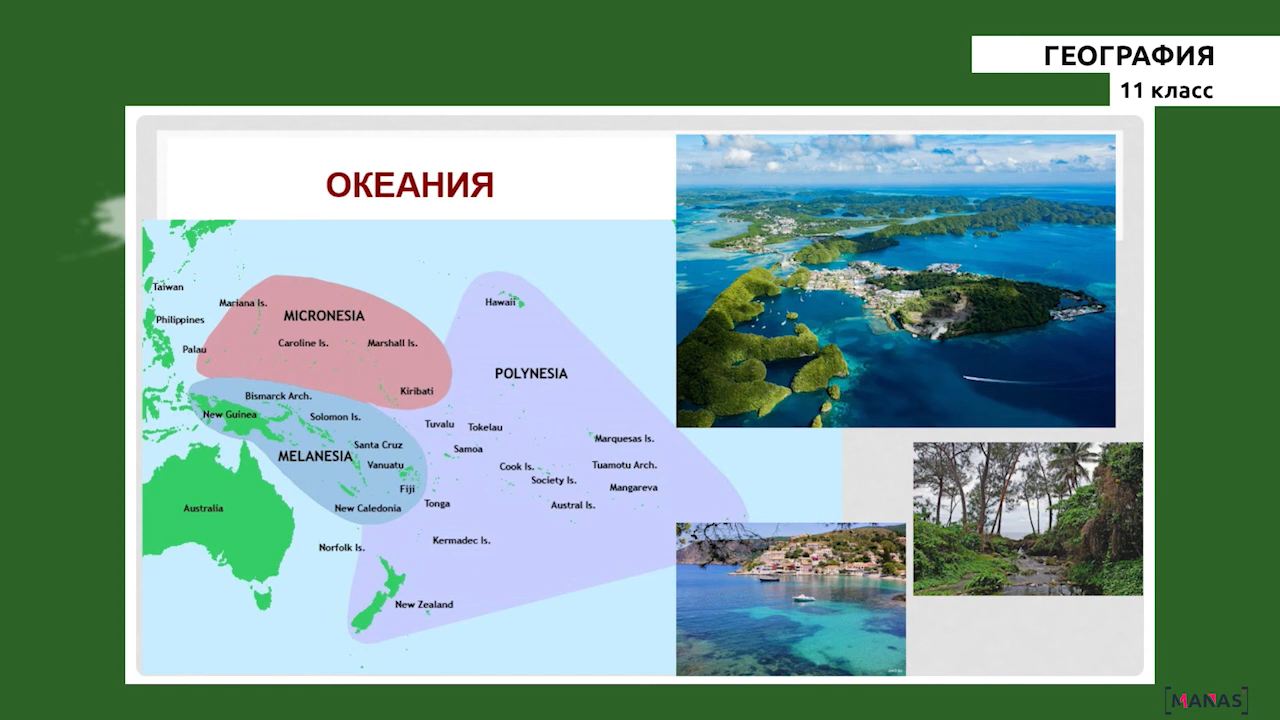 ГЕОГРАФИЯ
11 класс
ОКЕАНИЯ
Taiwan
Philippines
Palau
Mariana Is.
MICRONESIA
Caroline Is.
Marshall Is.
Kiribati
Hawaii
POLYNESIA
Bismarck Arch.
New Guinea
Solomon Is.
Santa Cruz
MELANESIA
Vanuatu
Fiji
New Caledonia
Tuvalu
Tokelau
Samoa
Cook Is.
Society Is.
Marquesas Is.
Tuamotu Arch.
Mangareva
Austral Is.
Tonga
Australia
Norfolk Is.
Kermadec Is.
New Zealand
[MANAS]